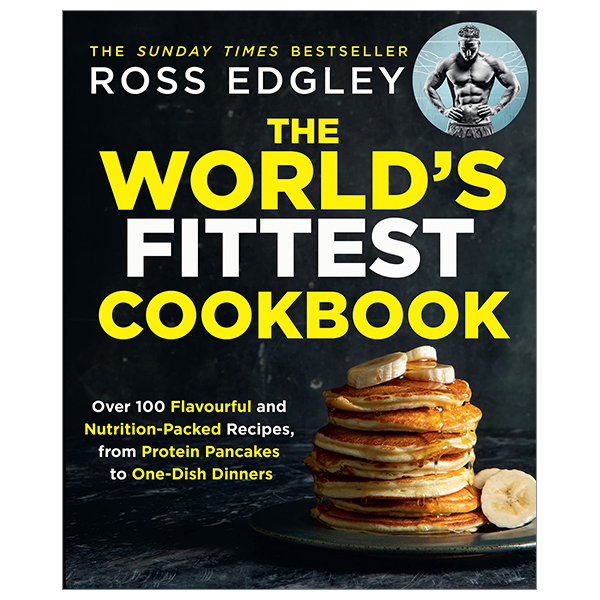 THE SUNDAY TIMES BESTSELLER
ROSS EDGLEY
THE
WORLD'S
FITTEST
COOKBOOK
Over 100 Flavourful and
Nutrition-Packed Recipes,
from Protein Pancakes
to One-Dish Dinners